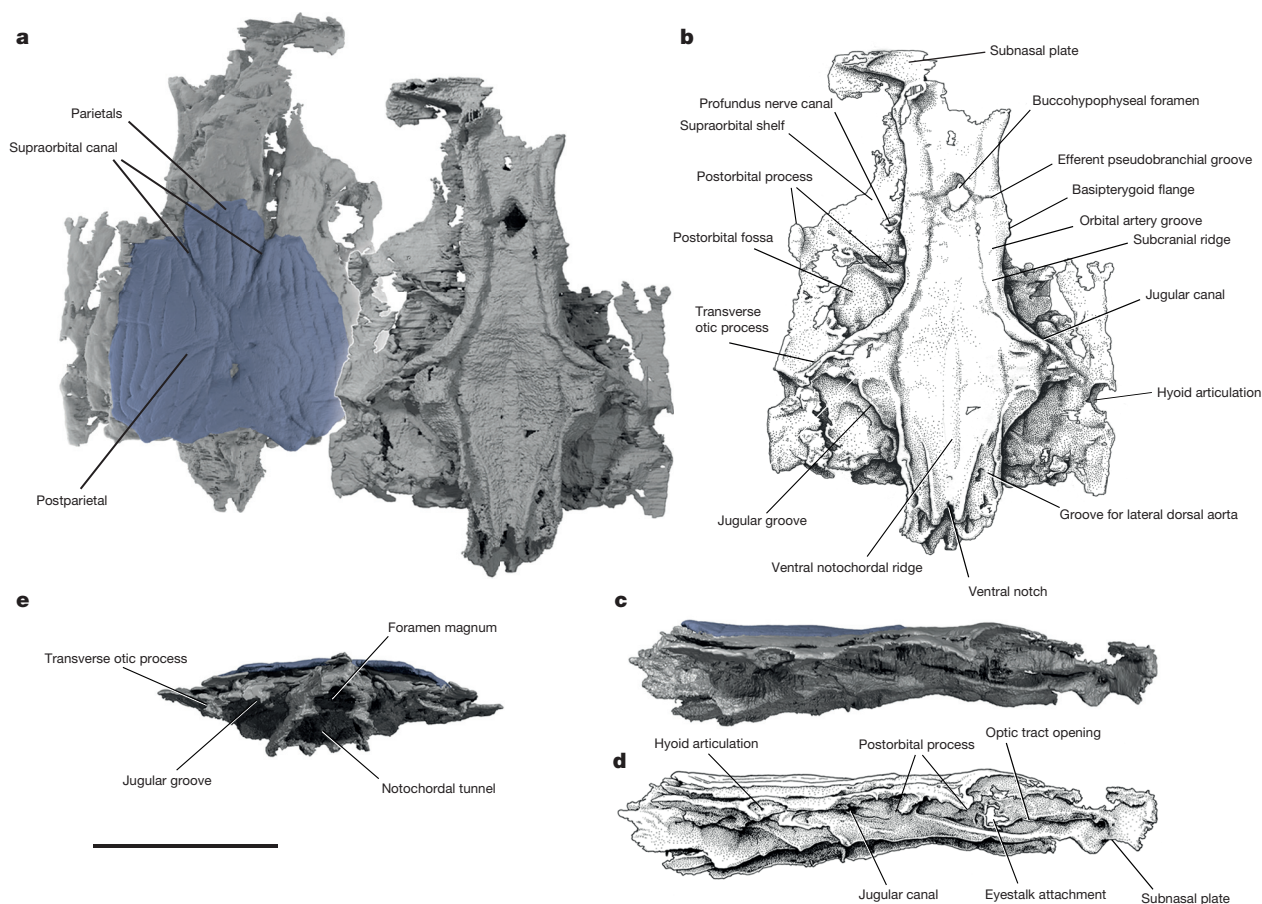 a
Parietals
Supraorbital canal
Postparietal
b
Subnasal plate
Profundus nerve canal
Buccohypophyseal foramen
Supraorbital shelf
Efferent pseudobranchial groove
Postorbital process
Basipterygoid flange
Orbital artery groove
Postorbital fossa
Subcranial ridge
Jugular canal
Transverse
otic process
Hyoid articulation
Jugular groove
Groove for lateral dorsal aorta
Ventral notochordal ridge
Ventral notch
e
Foramen magnum
Transverse otic process
Jugular groove
Notochordal tunnel
c
d
Hyoid articulation
Postorbital process
Optic tract opening
Jugular canal
Eyestalk attachment
Subnasal plate